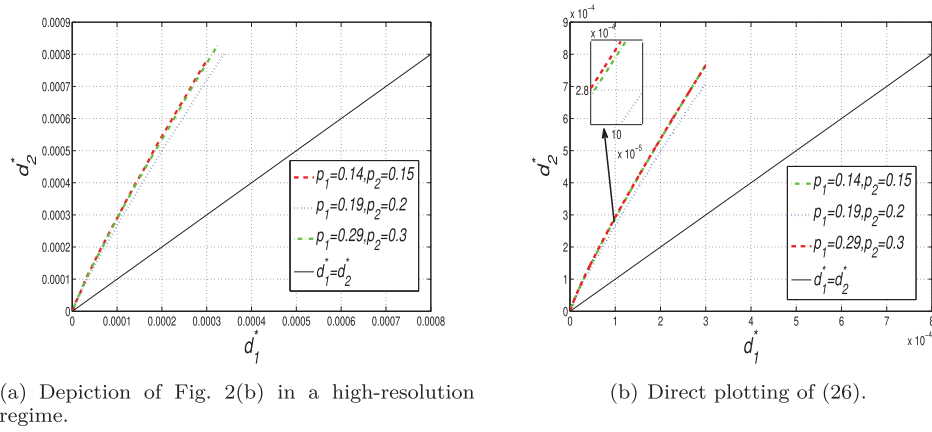 0.0009
0.0008
0.0007
0.0006
0.0005
0.0004
0.0003
0.0002
0.0001
0
d*2
0 0.0001 0.0002 0.0003 0.0004 0.0005 0.0006 0.0007 0.0008
d*1
p1=0.14,p2=0.15
p1=0.19,p2=0.2
p1=0.29,p2=0.3
d*1=d*2
(a) Depiction of Fig. 2(b) in a high-resolution
regime.
x 10^-4
9
8
7
6
5
4
3
2
1
0
d*2
x 10^-4
2.8
10
x 10^-5
0 1 2 3 4 5 6 7 8
x 10^-4
d*1
p1=0.14,p2=0.15
p1=0.19,p2=0.2
p1=0.29,p2=0.3
d*1=d*2
(b) Direct plotting of (26).